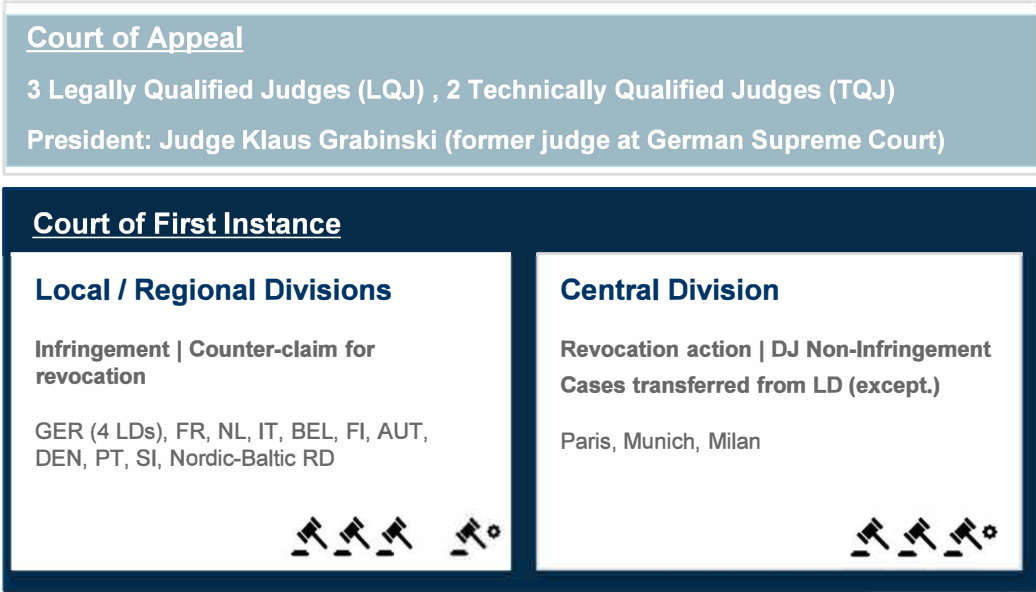 Court of Appeal
3 Legally Qualified Judges (LQJ) , 2 Technically Qualified Judges (TQJ)
President: Judge Klaus Grabinski (former judge at German Supreme Court)
Court of First Instance
Local / Regional Divisions
Infringement | Counter-claim for
revocation
GER (4 LDs), FR, NL, IT, BEL, FI, AUT,
DEN, PT, SI, Nordic-Baltic RD
Central Division
Revocation action | DJ Non-Infringement
Cases transferred from LD (except.)
Paris, Munich, Milan